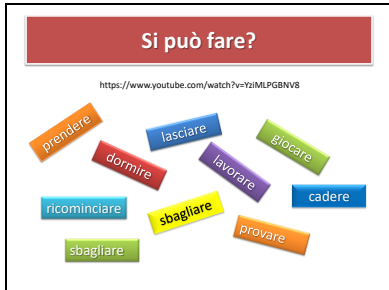 Si può fare?
https://www.youtube.com/watch?v=YziMLPGBNV8
prendere
lasciare
giocare
dormire
lavorare
cadere
ricominciare
sbagliare
provare
sbagliare